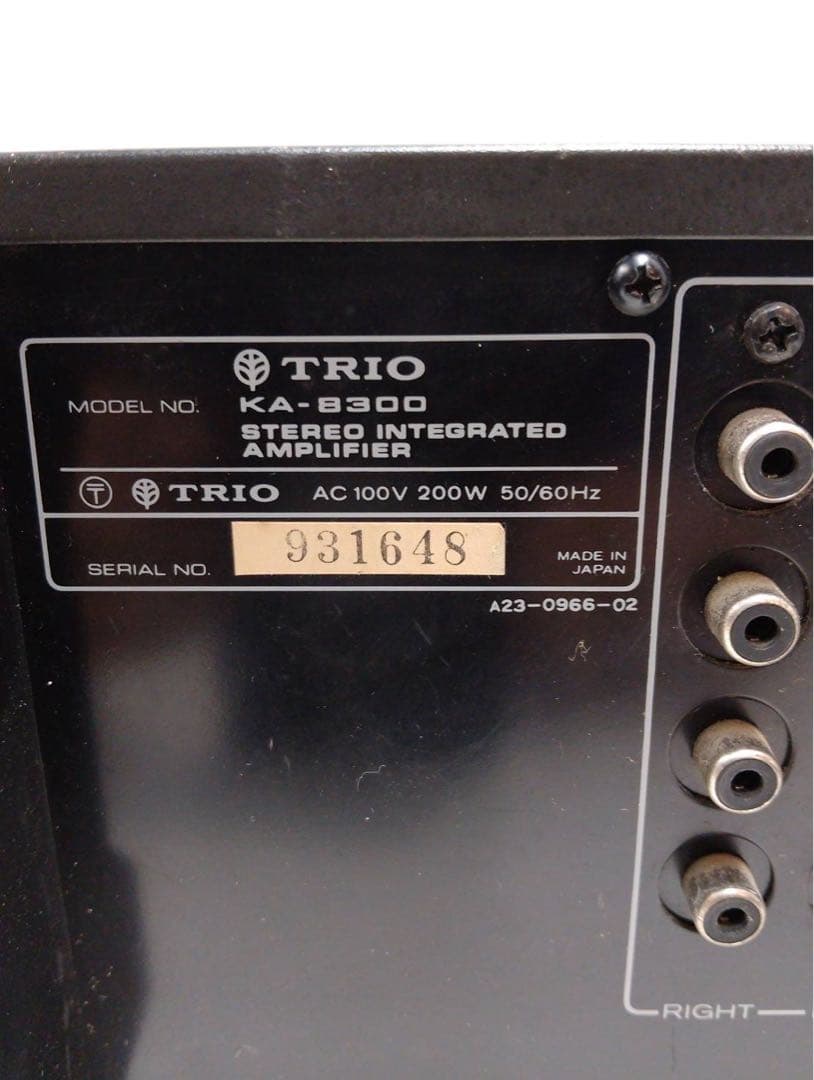 TRIO
MODEL NO. KA-8300
STEREO INTEGRATED
AMPLIFIER
TRIO AC 100V 200W 50/60Hz
SERIAL NO. 931648
MADE IN
JAPAN
A23-0966-02
RIGHT